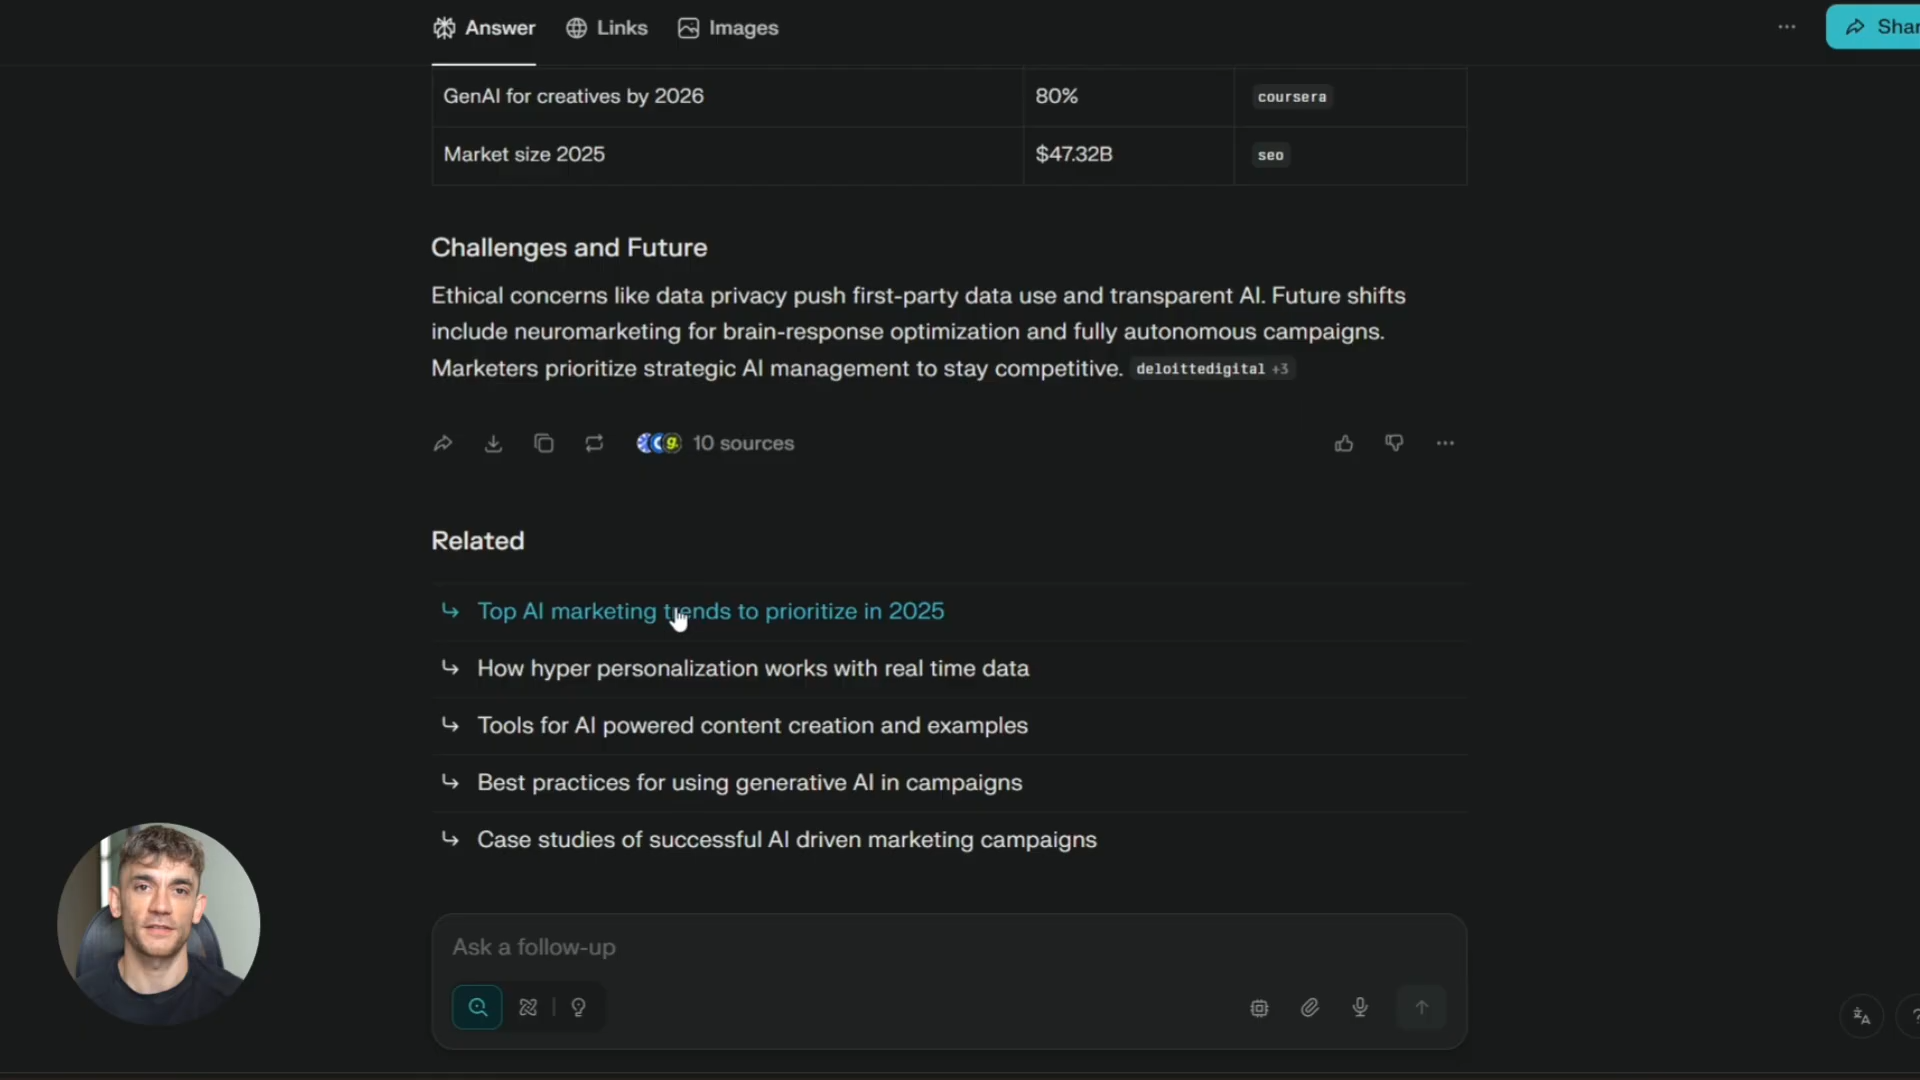 Answer Links Images
Shar
GenAI for creatives by 2026 80% coursera
Market size 2025 $47.32B seo
Challenges and Future
Ethical concerns like data privacy push first-party data use and transparent AI. Future shifts
include neuromarketing for brain-response optimization and fully autonomous campaigns.
Marketers prioritize strategic AI management to stay competitive. deloittedigital +3
10 sources
Related
Top AI marketing trends to prioritize in 2025
How hyper personalization works with real time data
Tools for AI powered content creation and examples
Best practices for using generative AI in campaigns
Case studies of successful AI driven marketing campaigns
Ask a follow-up